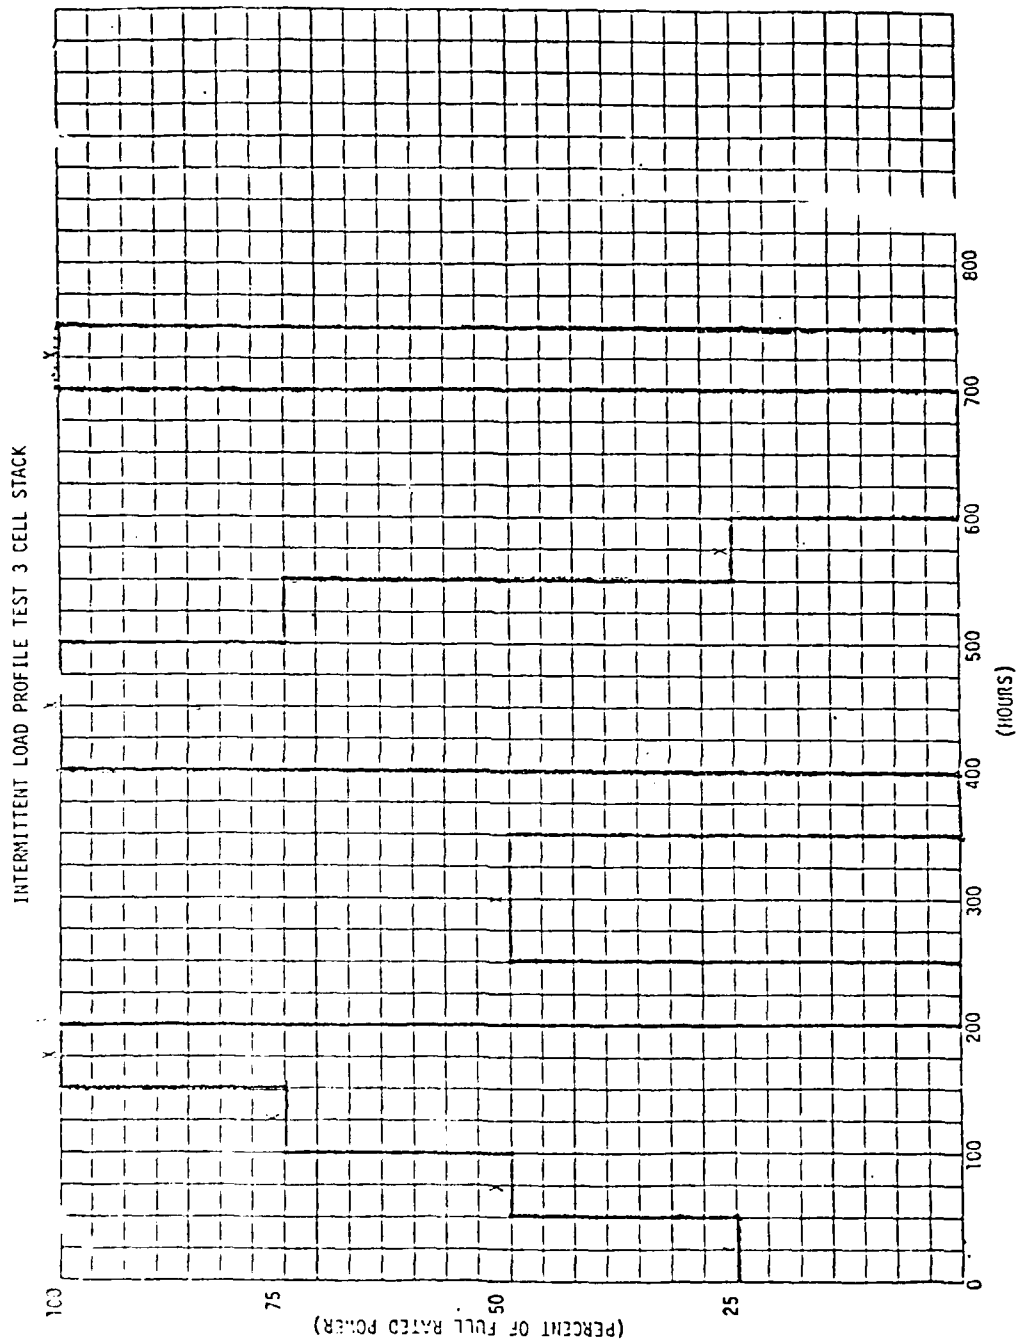 INTERMITTENT LOAD PROFILE TEST 3 CELL STACK
100
75
50
25
(PERCENT OF FULL RATED POWER)
0
100
200
300
400
500
600
700
800
(HOURS)
X
X
X
X
X